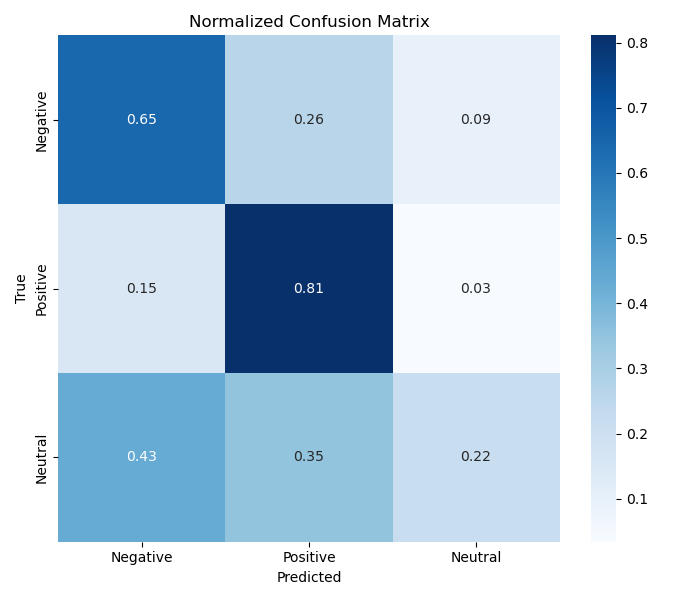 Normalized Confusion Matrix
Negative 0.65 0.26 0.09
True
Positive 0.15 0.81 0.03
Neutral 0.43 0.35 0.22
Negative Positive Neutral
Predicted
0.8
0.7
0.6
0.5
0.4
0.3
0.2
0.1